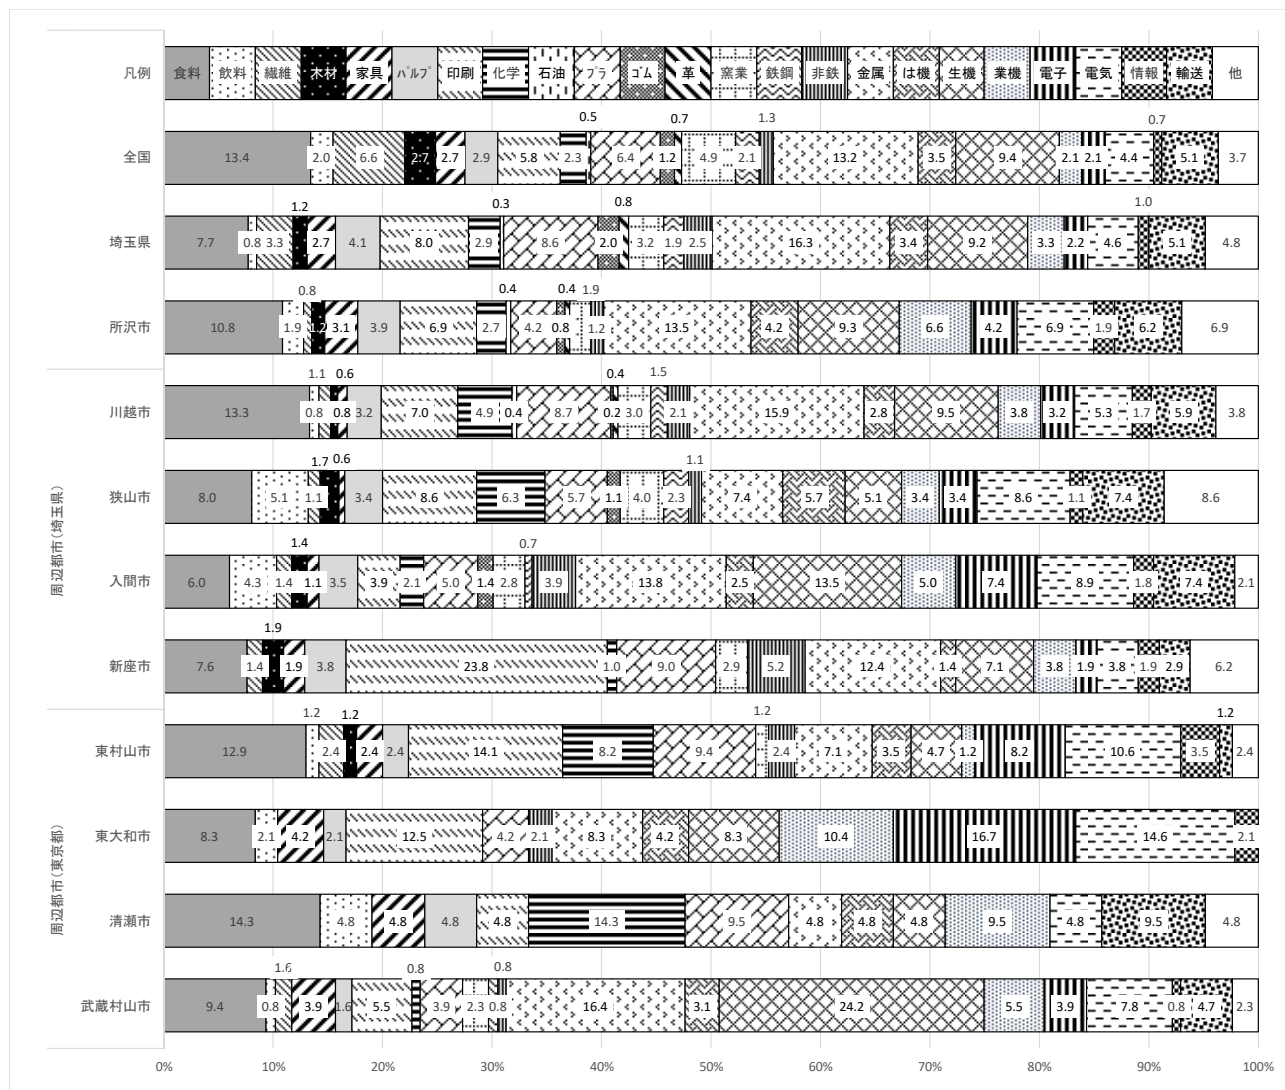 凡例 食料 飲料 繊維 木材 家具 パルプ 印刷 化学 石油 プラ ゴム 革 窯業 鉄鋼 非鉄 金属 は機 生機 業機 電子 電気 情報 輸送 他
0.5 0.7 1.3 0.7
全国 13.4 2.0 6.6 2.7 2.7 2.9 5.8 2.3 6.4 1.2 4.9 2.1 13.2 3.5 9.4 2.1 2.1 4.4 5.1 3.7
1.2 0.3 0.8 1.0
埼玉県 7.7 0.8 3.3 2.7 4.1 8.0 2.9 8.6 2.0 3.2 1.9 2.5 16.3 3.4 9.2 3.3 2.2 4.6 5.1 4.8
0.8 0.4 0.4 1.9
所沢市 10.8 1.9 1.2 3.1 3.9 6.9 2.7 4.2 0.8 1.2 13.5 4.2 9.3 6.6 4.2 6.9 1.9 6.2 6.9
1.1 0.6 0.4 1.5
川越市 13.3 0.8 0.8 3.2 7.0 4.9 0.4 8.7 0.2 3.0 2.1 15.9 2.8 9.5 3.8 3.2 5.3 1.7 5.9 3.8
1.7 0.6 1.1
狭山市 8.0 5.1 1.1 3.4 8.6 6.3 5.7 1.1 4.0 2.3 7.4 5.7 5.1 3.4 3.4 8.6 1.1 7.4 8.6
周辺都市(埼玉県)
1.4 0.7
入間市 6.0 4.3 1.4 1.1 3.5 3.9 2.1 5.0 1.4 2.8 3.9 13.8 2.5 13.5 5.0 7.4 8.9 1.8 7.4 2.1
1.9
新座市 7.6 1.4 1.9 3.8 23.8 1.0 9.0 2.9 5.2 12.4 1.4 7.1 3.8 1.9 3.8 1.9 2.9 6.2
1.2 1.2 1.2 1.2
東村山市 12.9 2.4 2.4 2.4 14.1 8.2 9.4 2.4 7.1 3.5 4.7 1.2 8.2 10.6 3.5 2.4
東大和市 8.3 2.1 4.2 2.1 12.5 4.2 2.1 8.3 4.2 8.3 10.4 16.7 14.6 2.1
周辺都市(東京都)
清瀬市 14.3 4.8 4.8 4.8 4.8 14.3 9.5 4.8 4.8 4.8 9.5 4.8 9.5 4.8
1.6 0.8 0.8
武蔵村山市 9.4 0.8 3.9 1.6 5.5 3.9 2.3 0.8 16.4 3.1 24.2 5.5 3.9 7.8 0.8 4.7 2.3
0% 10% 20% 30% 40% 50% 60% 70% 80% 90% 100%